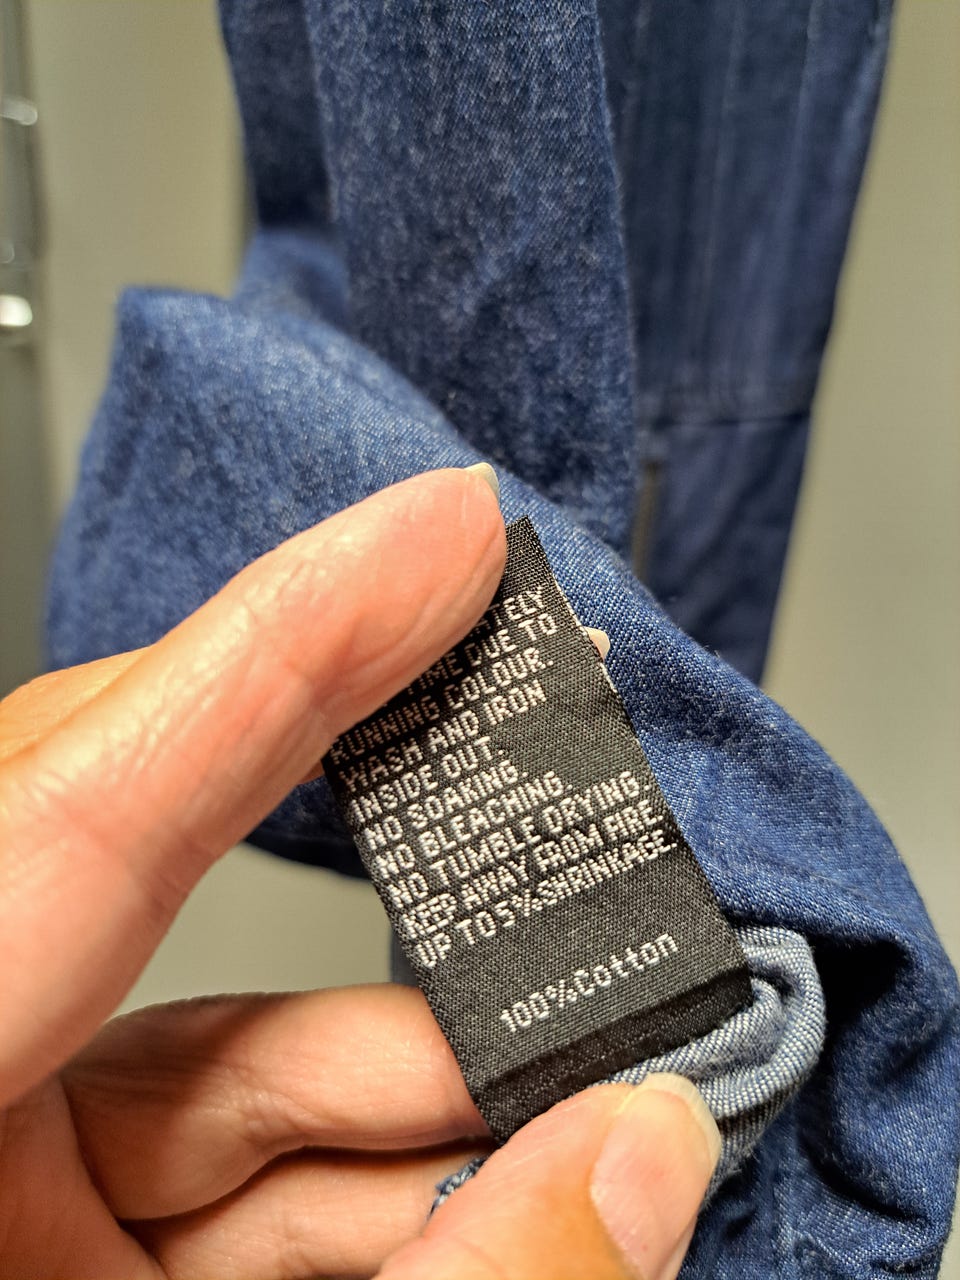 TIME DUE TO
RUNNING COLOUR.
WASH AND IRON
INSIDE OUT.
NO SOAKING.
NO BLEACHING
NO TUMBLE DRYING
KEEP AWAY FROM FIRE
UP TO 5% SHRINKAGE
100%Cotton